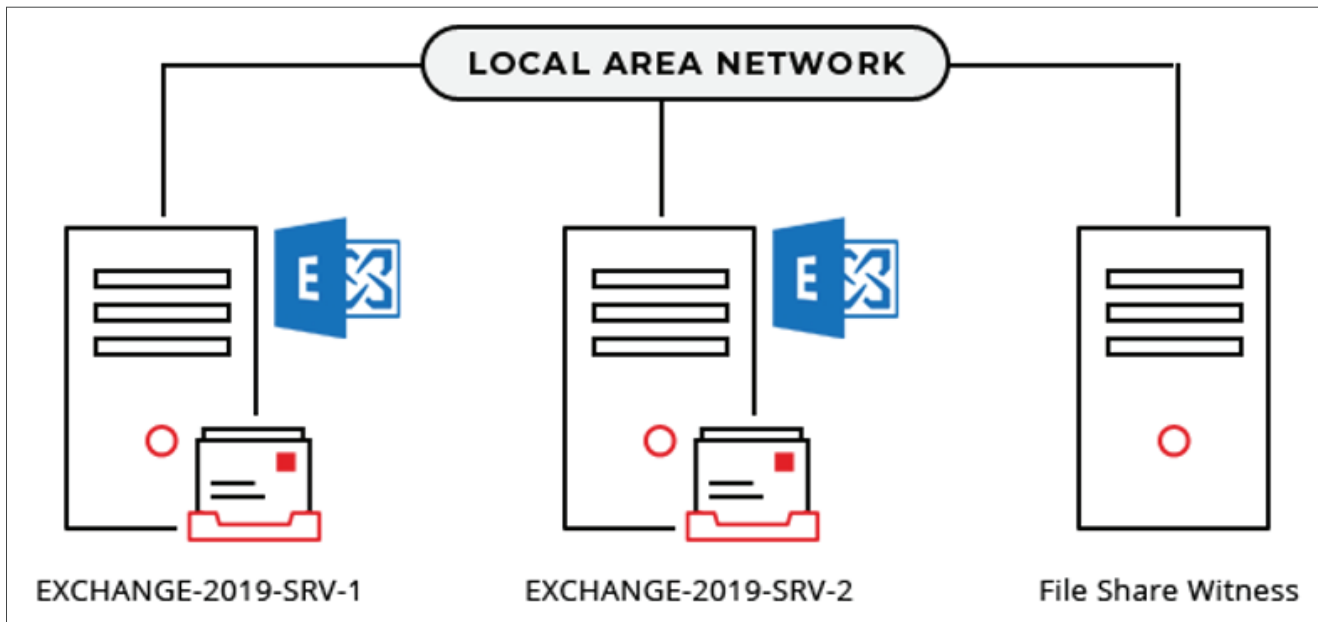 LOCAL AREA NETWORK
E
E
EXCHANGE-2019-SRV-1
EXCHANGE-2019-SRV-2
File Share Witness